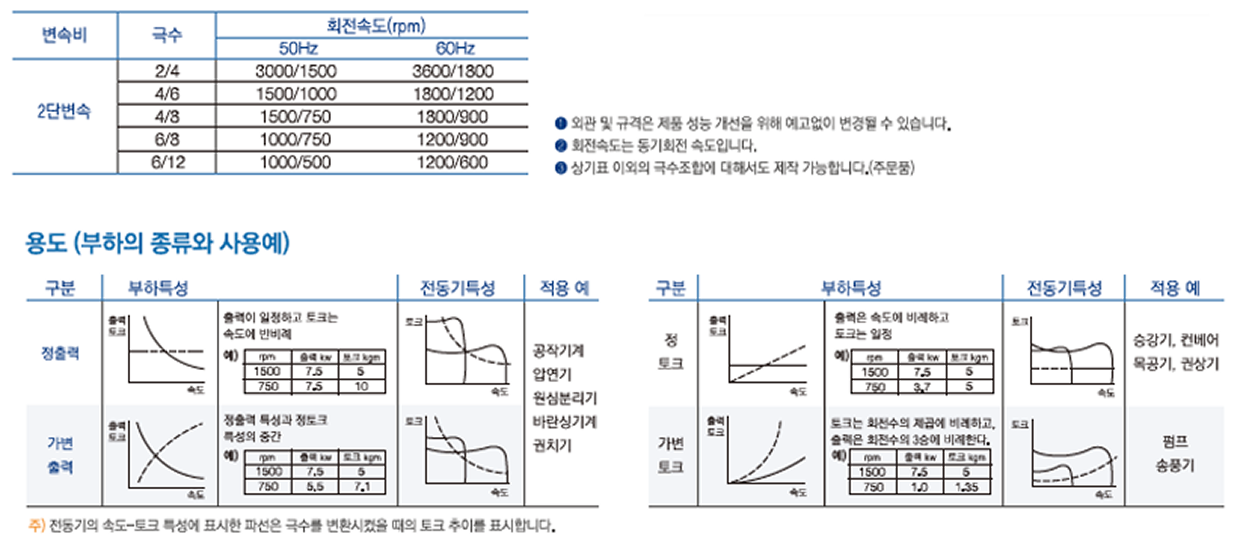 변속비 극수 회전속도(rpm)
50Hz 60Hz
2단변속
2/4 3000/1500 3600/1800
4/6 1500/1000 1800/1200
4/8 1500/750 1800/900
6/8 1000/750 1200/900
6/12 1000/500 1200/600
❶ 외관 및 규격은 제품 성능 개선을 위해 예고없이 변경될 수 있습니다.
❷ 회전속도는 동기회전 속도입니다.
❸ 상기표 이외의 극수조합에 대해서도 제작 가능합니다.(주문품)
용도 (부하의 종류와 사용예)
구분 부하특성 전동기특성 적용 예
정출력
출력
토크
속도
출력이 일정하고 토크는
속도에 반비례
예)
rpm 출력 kw 토크 kgm
1500 7.5 5
750 7.5 10
토크
속도
공작기계
압연기
원심분리기
바란싱기계
권치기
가변
출력
출력
토크
속도
정출력 특성과 정토크
특성의 중간
예)
rpm 출력 kw 토크 kgm
1500 7.5 5
750 5.5 7.1
토크
속도
구분 부하특성 전동기특성 적용 예
정
토크
출력
토크
속도
출력은 속도에 비례하고
토크는 일정
예)
rpm 출력 kw 토크 kgm
1500 7.5 5
750 3.7 5
토크
속도
승강기, 컨베어
목공기, 권상기
가변
토크
출력
토크
속도
토크는 회전수의 제곱에 비례하고,
출력은 회전수의 3승에 비례한다.
예)
rpm 출력 kw 토크 kgm
1500 7.5 5
750 1.0 1.35
토크
속도
펌프
송풍기
주) 전동기의 속도-토크 특성에 표시한 파선은 극수를 변환시켰을 때의 토크 추이를 표시합니다.